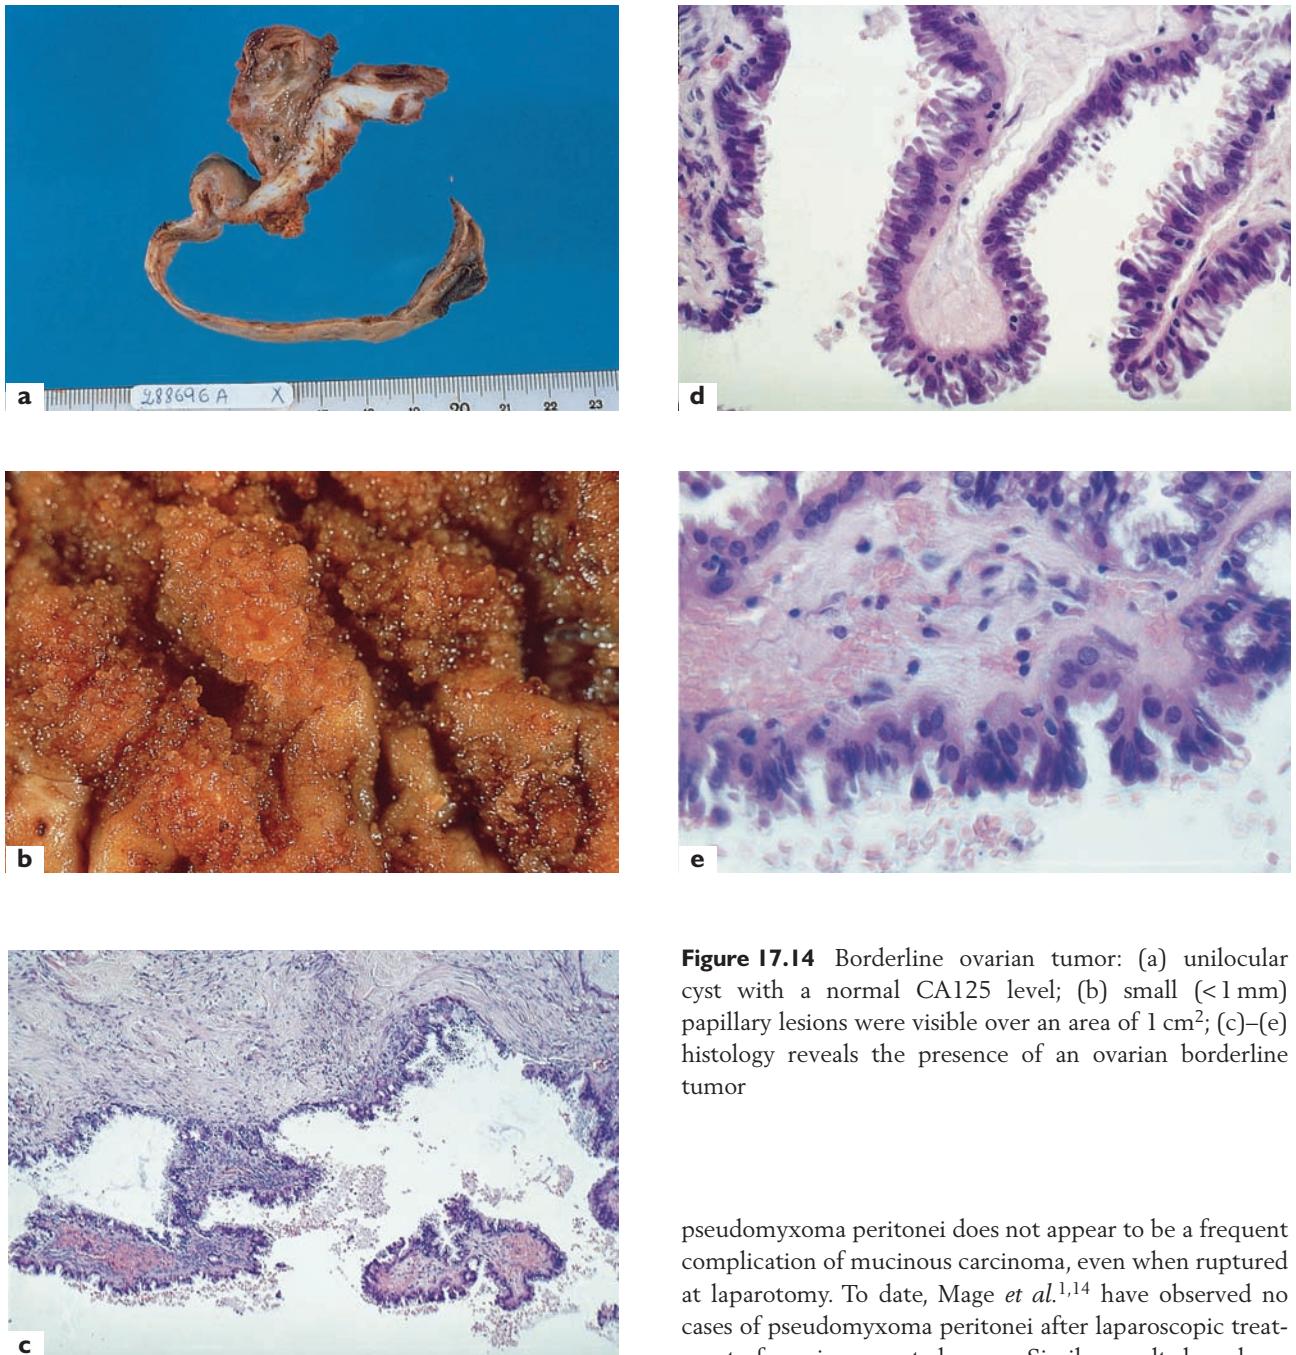 a
288696 A X
20
21
22
23
b
c
d
e
Figure 17.14 Borderline ovarian tumor: (a) unilocular
cyst with a normal CA125 level; (b) small (<1 mm)
papillary lesions were visible over an area of 1 cm2; (c)–(e)
histology reveals the presence of an ovarian borderline
tumor
pseudomyxoma peritonei does not appear to be a frequent
complication of mucinous carcinoma, even when ruptured
at laparotomy. To date, Mage et al.1,14 have observed no
cases of pseudomyxoma peritonei after laparoscopic treat-